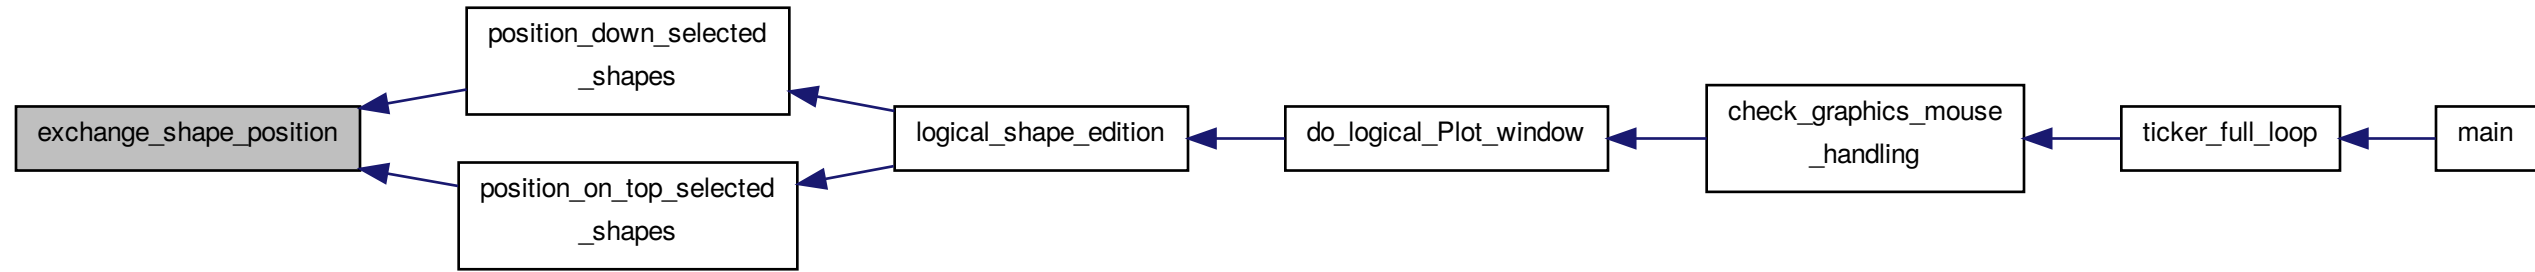 exchange_shape_position
position_down_selected
_shapes
position_on_top_selected
_shapes
logical_shape_edition
do_logical_Plot_window
check_graphics_mouse
_handling
ticker_full_loop
main